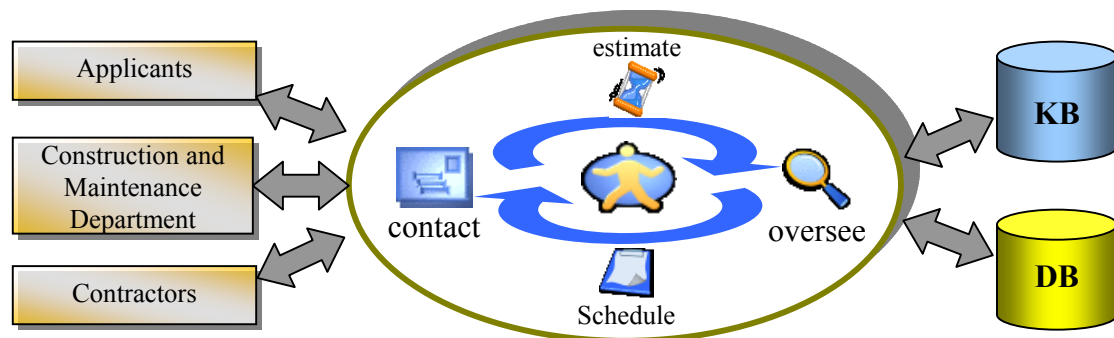 Applicants
Construction and
Maintenance
Department
Contractors
estimate
contact
oversee
Schedule
KB
DB